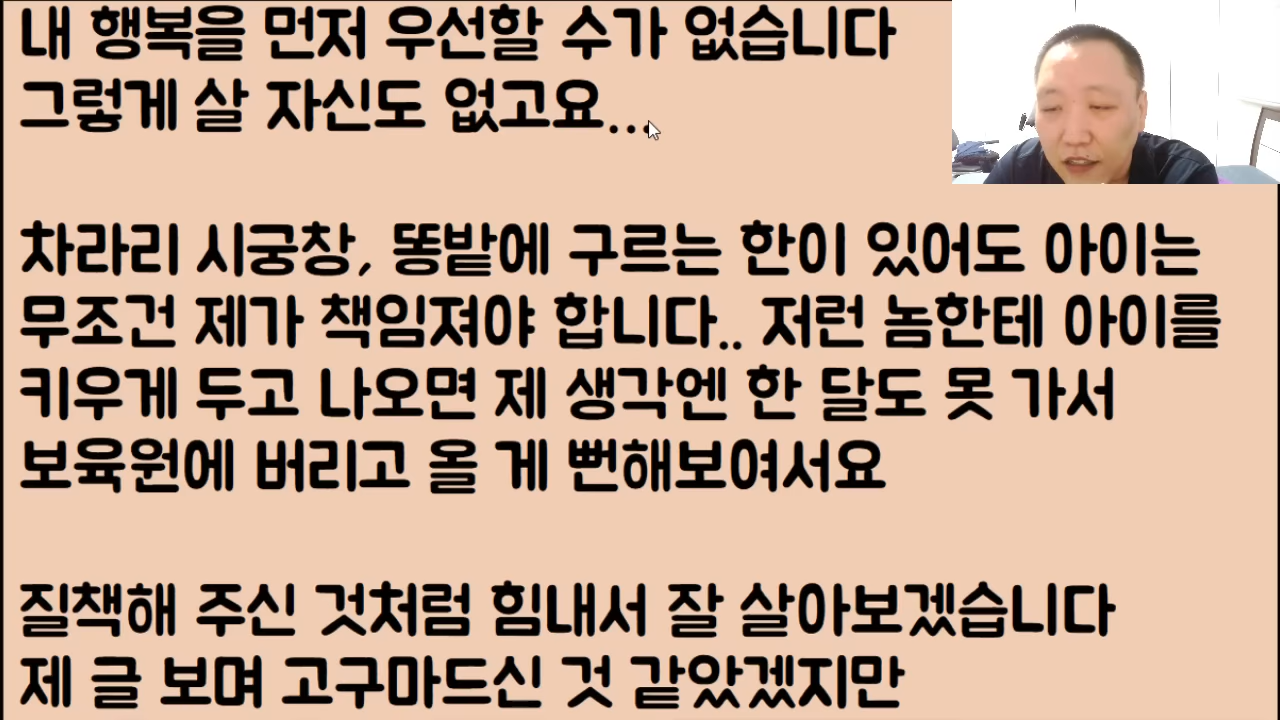 내 행복을 먼저 우선할 수가 없습니다
그렇게 살 자신도 없고요...
차라리 시궁창, 똥밭에 구르는 한이 있어도 아이는
무조건 제가 책임져야 합니다.. 저런 놈한테 아이를
키우게 두고 나오면 제 생각엔 한 달도 못 가서
보육원에 버리고 올 게 뻔해보여서요
질책해 주신 것처럼 힘내서 잘 살아보겠습니다
제 글 보며 고구마드신 것 같았겠지만